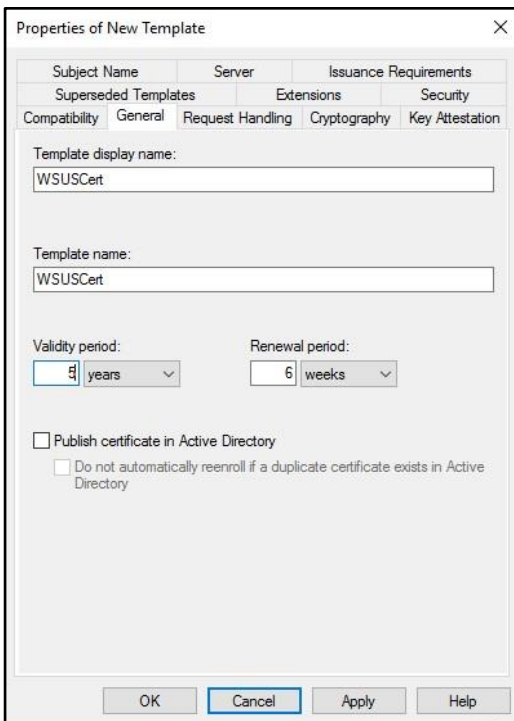 Properties of New Template
Subject Name Server Issuance Requirements
Superseded Templates Extensions Security
Compatibility General Request Handling Cryptography Key Attestation
Template display name:
WSUSCert
Template name:
WSUSCert
Validity period: Renewal period:
5 years 6 weeks
Publish certificate in Active Directory
Do not automatically reenroll if a duplicate certificate exists in Active
Directory
OK Cancel Apply Help